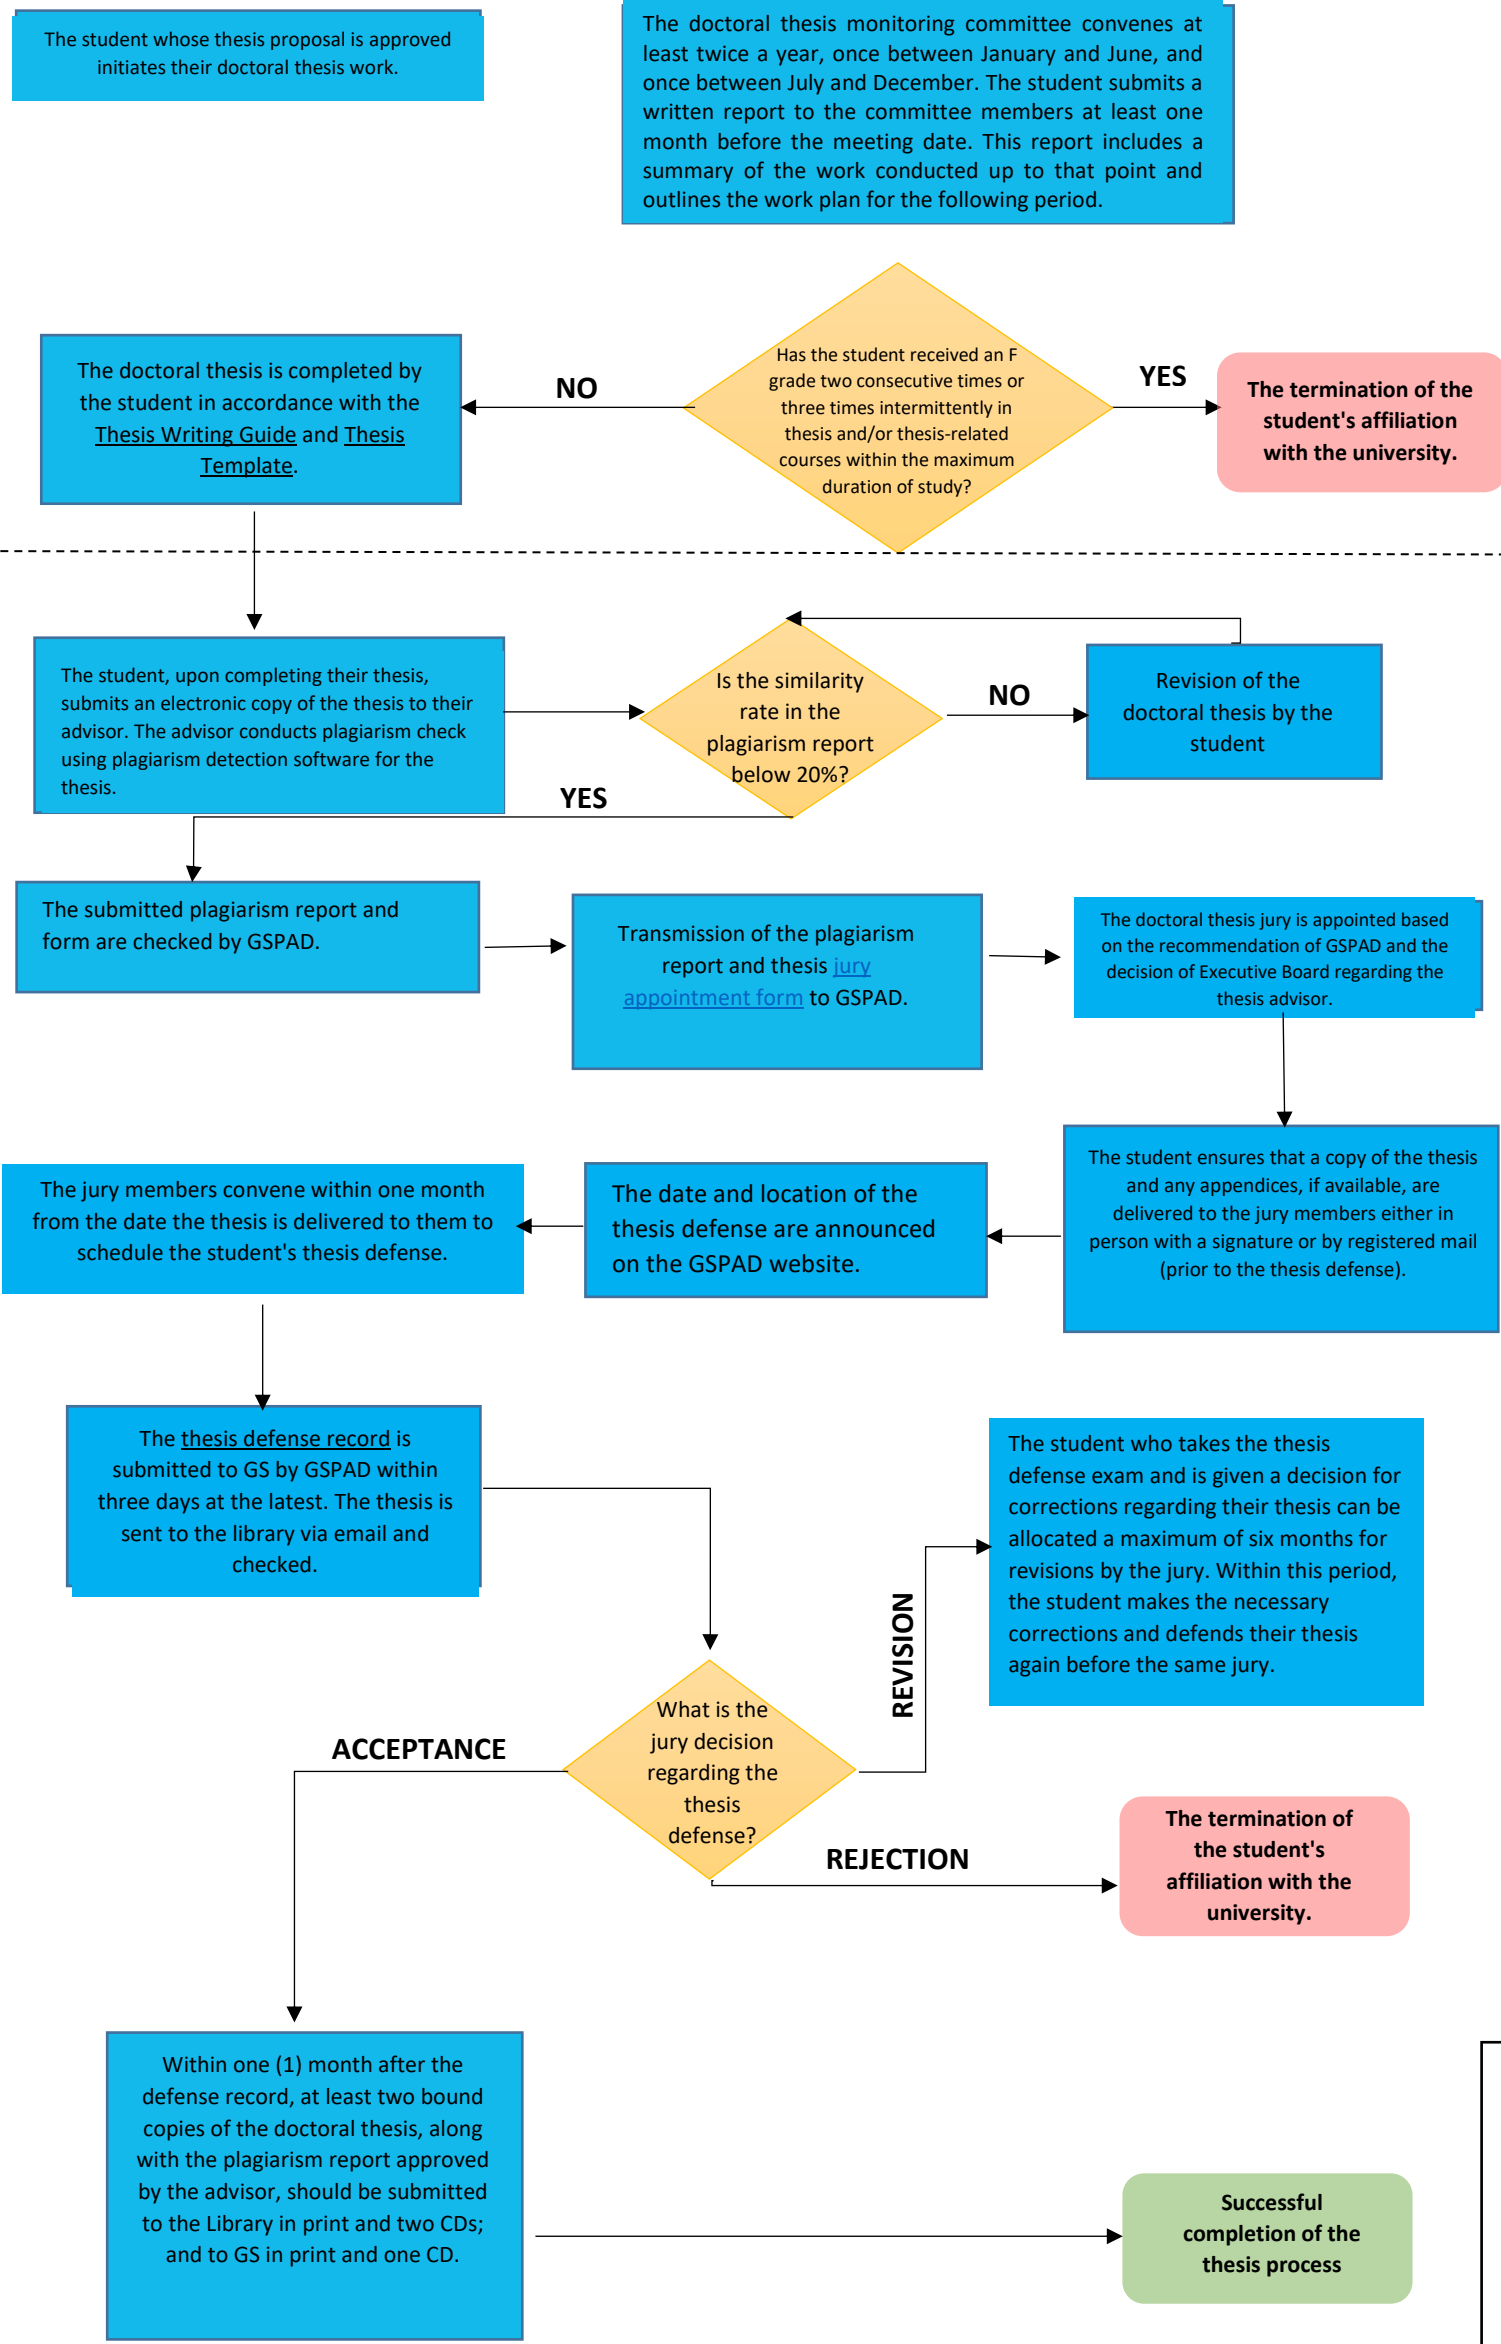 The student whose thesis proposal is approved
initiates their doctoral thesis work.
The doctoral thesis monitoring committee convenes at
least twice a year, once between January and June, and
once between July and December. The student submits a
written report to the committee members at least one
month before the meeting date. This report includes a
summary of the work conducted up to that point and
outlines the work plan for the following period.
The doctoral thesis is completed by
the student in accordance with the
Thesis Writing Guide and Thesis
Template.
NO
Has the student received an F
grade two consecutive times or
three times intermittently in
thesis and/or thesis-related
courses within the maximum
duration of study?
YES
The termination of the
student's affiliation
with the university.
The student, upon completing their thesis,
submits an electronic copy of the thesis to their
advisor. The advisor conducts plagiarism check
using plagiarism detection software for the
thesis.
Is the similarity
rate in the
plagiarism report
below 20%?
NO
Revision of the
doctoral thesis by the
student
YES
The submitted plagiarism report and
form are checked by GSPAD.
Transmission of the plagiarism
report and thesis jury
appointment form to GSPAD.
The doctoral thesis jury is appointed based
on the recommendation of GSPAD and the
decision of Executive Board regarding the
thesis advisor.
The jury members convene within one month
from the date the thesis is delivered to them to
schedule the student's thesis defense.
The date and location of the
thesis defense are announced
on the GSPAD website.
The student ensures that a copy of the thesis
and any appendices, if available, are
delivered to the jury members either in
person with a signature or by registered mail
(prior to the thesis defense).
The thesis defense record is
submitted to GS by GSPAD within
three days at the latest. The thesis is
sent to the library via email and
checked.
The student who takes the thesis
defense exam and is given a decision for
corrections regarding their thesis can be
allocated a maximum of six months for
revisions by the jury. Within this period,
the student makes the necessary
corrections and defends their thesis
again before the same jury.
REVISION
What is the
jury decision
regarding the
thesis
defense?
ACCEPTANCE
REJECTION
The termination of
the student's
affiliation with the
university.
Within one (1) month after the
defense record, at least two bound
copies of the doctoral thesis, along
with the plagiarism report approved
by the advisor, should be submitted
to the Library in print and two CDs;
and to GS in print and one CD.
Successful
completion of the
thesis process